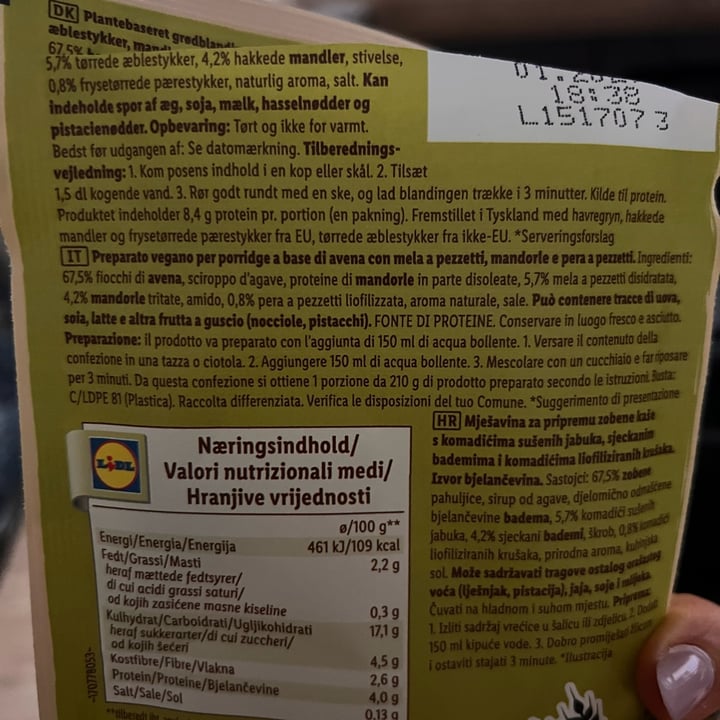 DK Plantebaseret grødblandi
æblestykker, mand
67,5% h
5,7% tørrede æblestykker, 4,2% hakkede mandler, stivelse,
0,8% frysetørrede pærestykker, naturlig aroma, salt. Kan
indeholde spor af æg, soja, mælk, hasselnødder og
pistacienødder. Opbevaring: Tørt og ikke for varmt.
Bedst før udgangen af: Se datomærkning. Tilberednings-
vejledning: 1. Kom posens indhold i en kop eller skål. 2. Tilsæt
1,5 dl kogende vand. 3. Rør godt rundt med en ske, og lad blandingen trække i 3 minutter. Kilde til protein.
Produktet indeholder 8,4 g protein pr. portion (en pakning). Fremstillet i Tyskland med havregryn, hakkede
mandler og frysetørrede pærestykker fra EU, tørrede æblestykker fra ikke-EU. *Serveringsforslag
18:38
L151707 3
IT Preparato vegano per porridge a base di avena con mela a pezzetti, mandorle e pera a pezzetti. Ingredienti:
67,5% fiocchi di avena, sciroppo d'agave, proteine di mandorle in parte disoleate, 5,7% mela a pezzetti disidratata,
4,2% mandorle tritate, amido, 0,8% pera a pezzetti liofilizzata, aroma naturale, sale. Può contenere tracce di uova,
soia, latte e altra frutta a guscio (nocciole, pistacchi). FONTE DI PROTEINE. Conservare in luogo fresco e asciutto.
Preparazione: il prodotto va preparato con l'aggiunta di 150 ml di acqua bollente. 1. Versare il contenuto della
confezione in una tazza o ciotola. 2. Aggiungere 150 ml di acqua bollente. 3. Mescolare con un cucchiaio e far riposare
per 3 minuti. Da questa confezione si ottiene 1 porzione da 210 g di prodotto preparato secondo le istruzioni. Busta:
C/LDPE 81 (Plastica). Raccolta differenziata. Verifica le disposizioni del tuo Comune. *Suggerimento di presentazione
HR Mješavina za pripremu zobene kaše
s komadićima sušenih jabuka, sjeckanim
bademima i komadićima liofiliziranih krušaka.
Izvor bjelančevina. Sastojci: 67,5% zobene
pahuljice, sirup od agave, djelomično odmašćene
bjelančevine badema, 5,7% komadići sušenih
jabuka, 4,2% sjeckani bademi, škrob, 0,8% komadići
liofiliziranih krušaka, prirodna aroma, kuhinjska
sol. Može sadržavati tragove ostalog orašastog
voća (lješnjak, pistacija), jaja, soje i mlijeka.
Čuvati na hladnom i suhom mjestu. Priprema:
1. Izliti sadržaj vrećice u šalicu ili zdjelicu. 2. Dodati
150 ml kipuće vode. 3. Dobro promiješati žlicom
i ostaviti stajati 3 minute. *Ilustracija
LIDL
Næringsindhold/
Valori nutrizionali medi/
Hranjive vrijednosti
ø/100 g**
Energi/Energia/Energija 461 kJ/109 kcal
Fedt/Grassi/Masti 2,2 g
heraf mættede fedtsyrer/
di cui acidi grassi saturi/
od kojih zasićene masne kiseline 0,3 g
Kulhydrat/Carboidrati/Ugljikohidrati 17,1 g
heraf sukkerarter/di cui zuccheri/
od kojih šećeri 4,5 g
Kostfibre/Fibre/Vlakna 2,6 g
Protein/Proteine/Bjelančevine 4,0 g
Salt/Sale/Sol 0,13 g
-170778053-